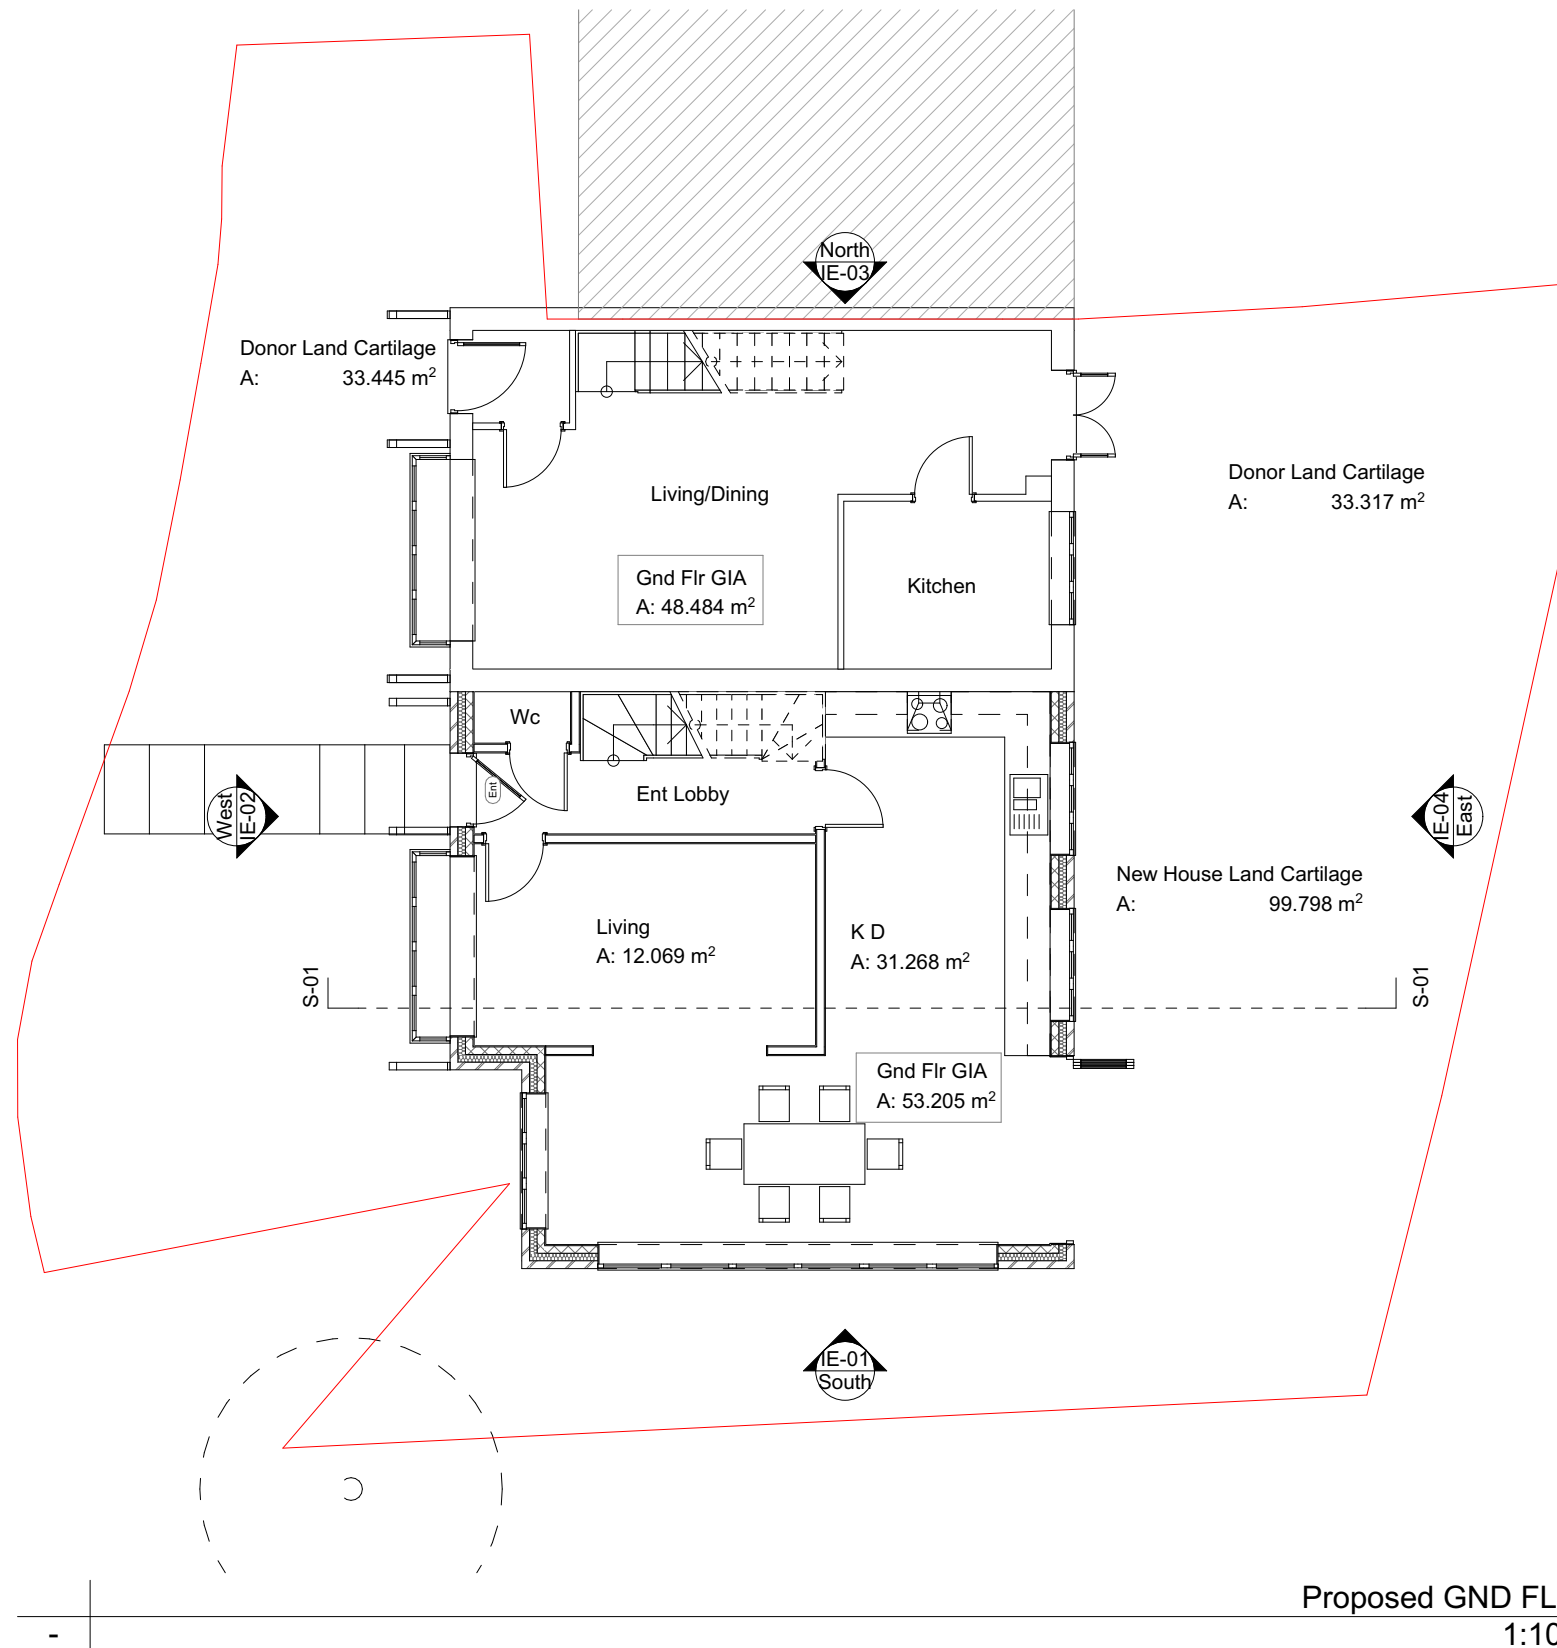 North
IE-03
Donor Land Cartilage
A: 33.445 m²
Donor Land Cartilage
A: 33.317 m²
Living/Dining
Gnd Flr GIA
A: 48.484 m²
Kitchen
Wc
Ent
Ent Lobby
West
IE-02
IE-04
East
New House Land Cartilage
A: 99.798 m²
Living
A: 12.069 m²
K D
A: 31.268 m²
S-01
S-01
Gnd Flr GIA
A: 53.205 m²
IE-01
South
Proposed GND FL
-
1:10